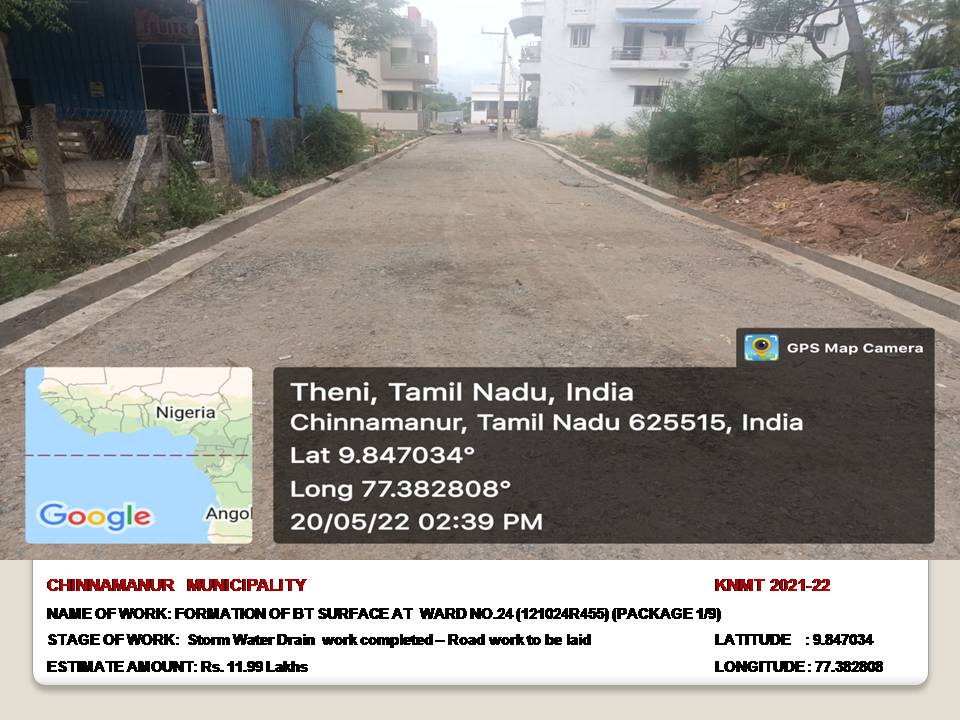 FRUITS
GPS Map Camera
Nigeria
Angol
Google
Theni, Tamil Nadu, India
Chinnamanur, Tamil Nadu 625515, India
Lat 9.847034°
Long 77.382808°
20/05/22 02:39 PM
CHINNAMANUR MUNICIPALITY KNMT 2021-22
NAME OF WORK: FORMATION OF BT SURFACE AT WARD NO.24 (121024R455) (PACKAGE 1/9)
STAGE OF WORK: Storm Water Drain work completed – Road work to be laid LATITUDE : 9.847034
ESTIMATE AMOUNT: Rs. 11.99 Lakhs LONGITUDE : 77.382808